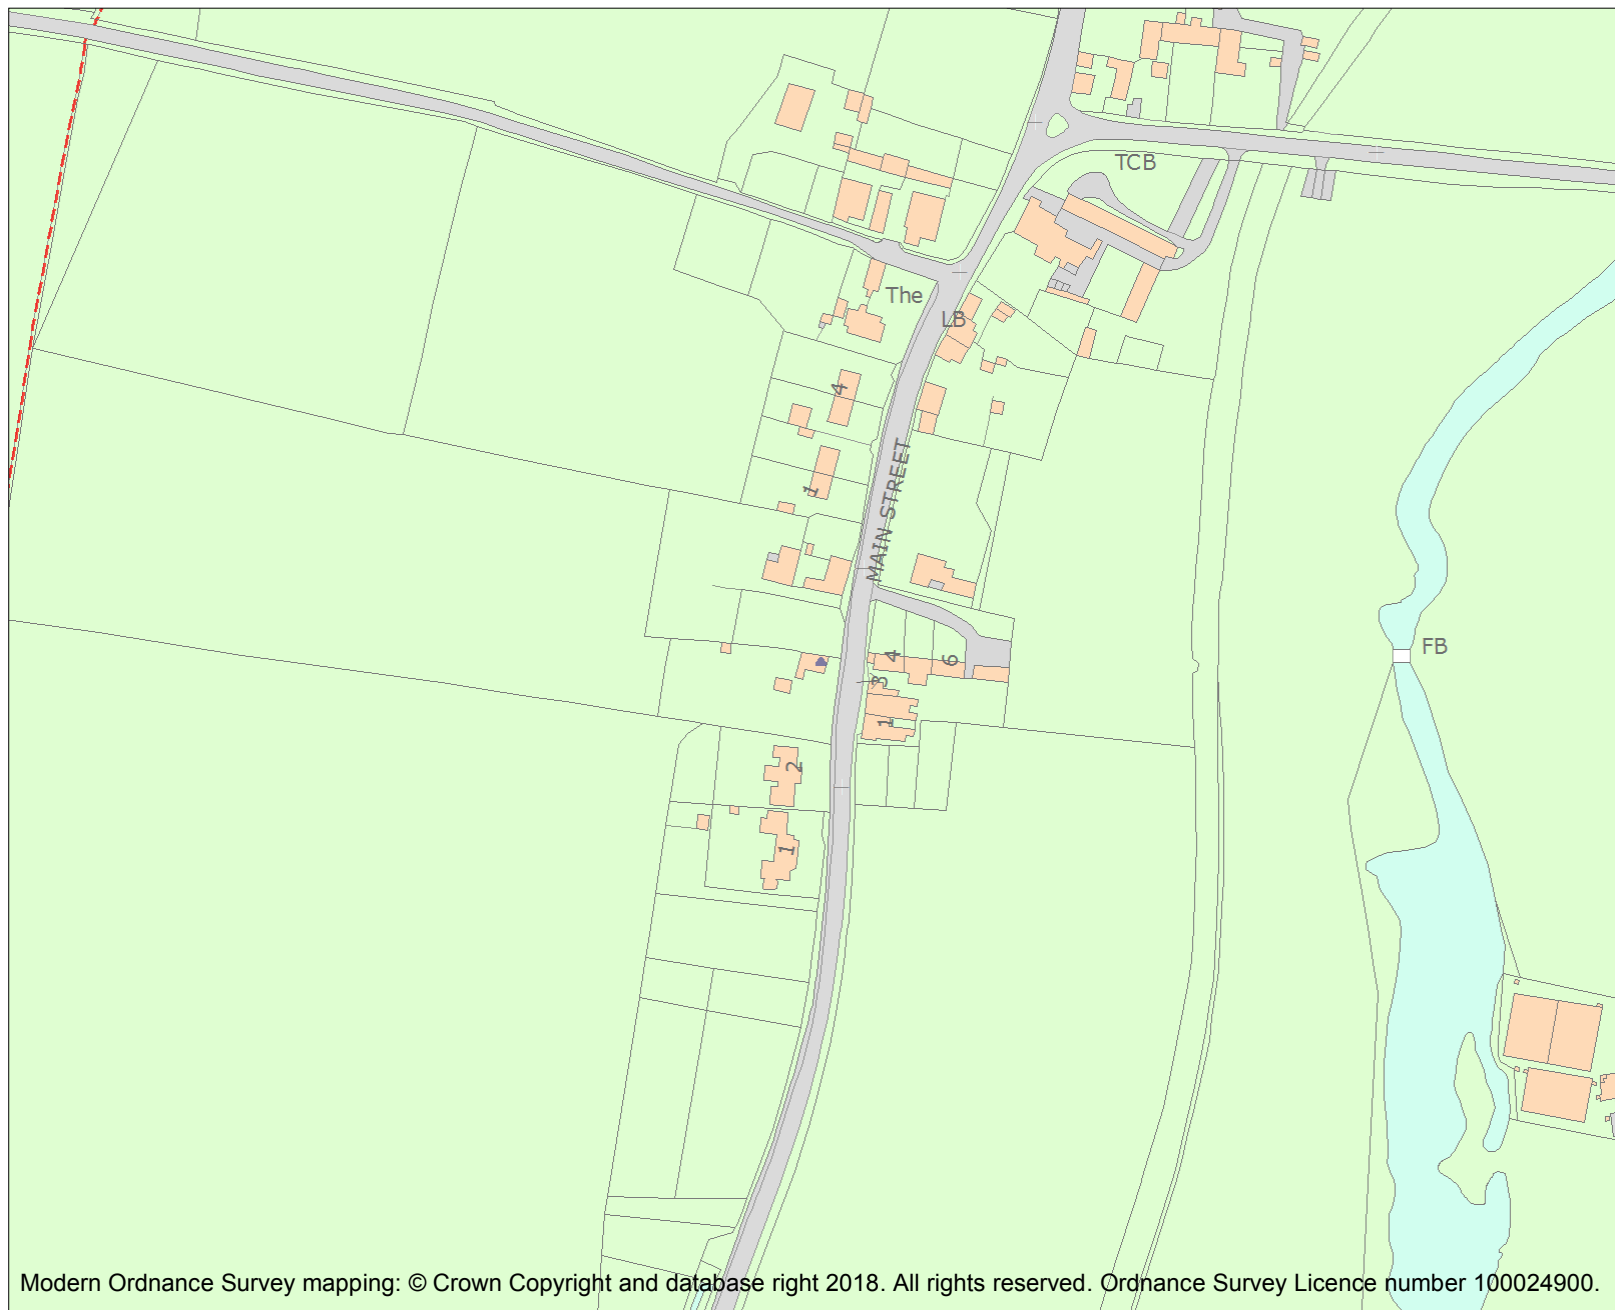 TCB
The
LB
4
1
MAIN STREET
FB
4
6
3
1
2
1
Modern Ordnance Survey mapping: © Crown Copyright and database right 2018. All rights reserved. Ordnance Survey Licence number 100024900.